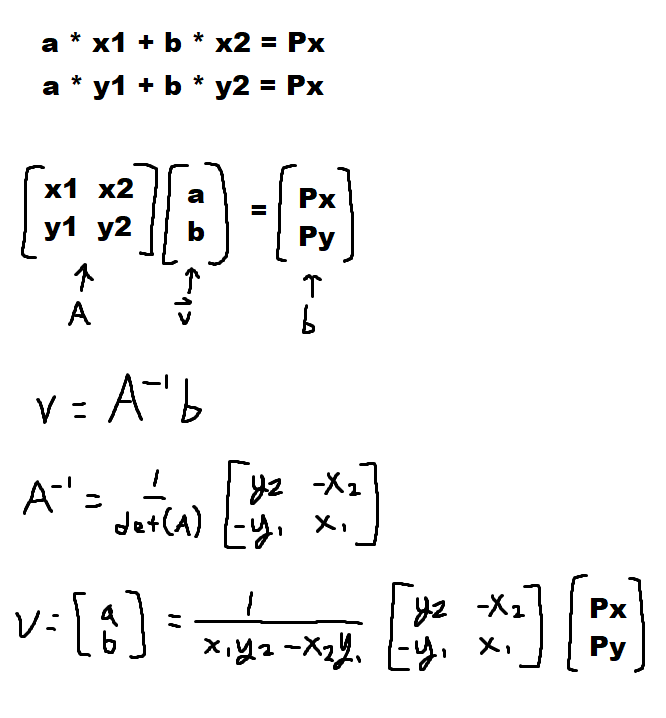 a * x1 + b * x2 = Px
a * y1 + b * y2 = Px
[x1 x2] [a] = [Px]
[y1 y2] [b] [Py]
↑ ↑ ↑
A v⃗ b
v = A⁻¹b
A⁻¹ = 1/det(A) [y2 -x2]
[-y1 x1]
v = [a] = 1/(x1y2 - x2y1) [y2 -x2] [Px]
[b] [-y1 x1] [Py]